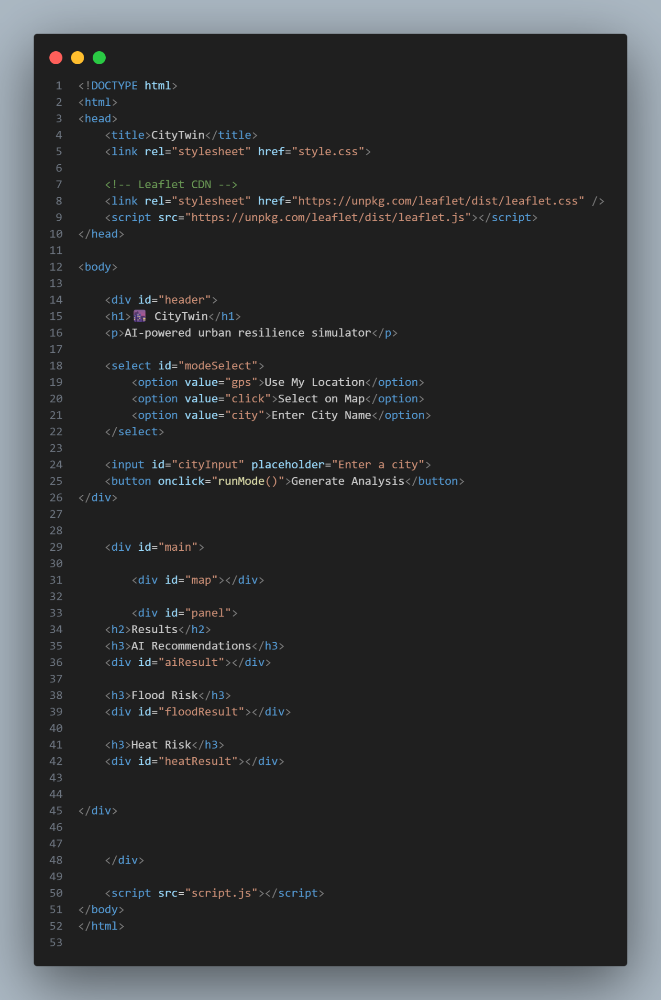 1 <!DOCTYPE html>
2 <html>
3 <head>
4     <title>CityTwin</title>
5     <link rel="stylesheet" href="style.css">
6
7     <!-- Leaflet CDN -->
8     <link rel="stylesheet" href="https://unpkg.com/leaflet/dist/leaflet.css" />
9     <script src="https://unpkg.com/leaflet/dist/leaflet.js"></script>
10 </head>
11
12 <body>
13
14     <div id="header">
15     <h1>🌆 CityTwin</h1>
16     <p>AI-powered urban resilience simulator</p>
17
18     <select id="modeSelect">
19         <option value="gps">Use My Location</option>
20         <option value="click">Select on Map</option>
21         <option value="city">Enter City Name</option>
22     </select>
23
24     <input id="cityInput" placeholder="Enter a city">
25     <button onclick="runMode()">Generate Analysis</button>
26 </div>
27
28
29     <div id="main">
30
31         <div id="map"></div>
32
33         <div id="panel">
34     <h2>Results</h2>
35     <h3>AI Recommendations</h3>
36     <div id="aiResult"></div>
37
38     <h3>Flood Risk</h3>
39     <div id="floodResult"></div>
40
41     <h3>Heat Risk</h3>
42     <div id="heatResult"></div>
43
44
45 </div>
46
47
48     </div>
49
50     <script src="script.js"></script>
51 </body>
52 </html>
53